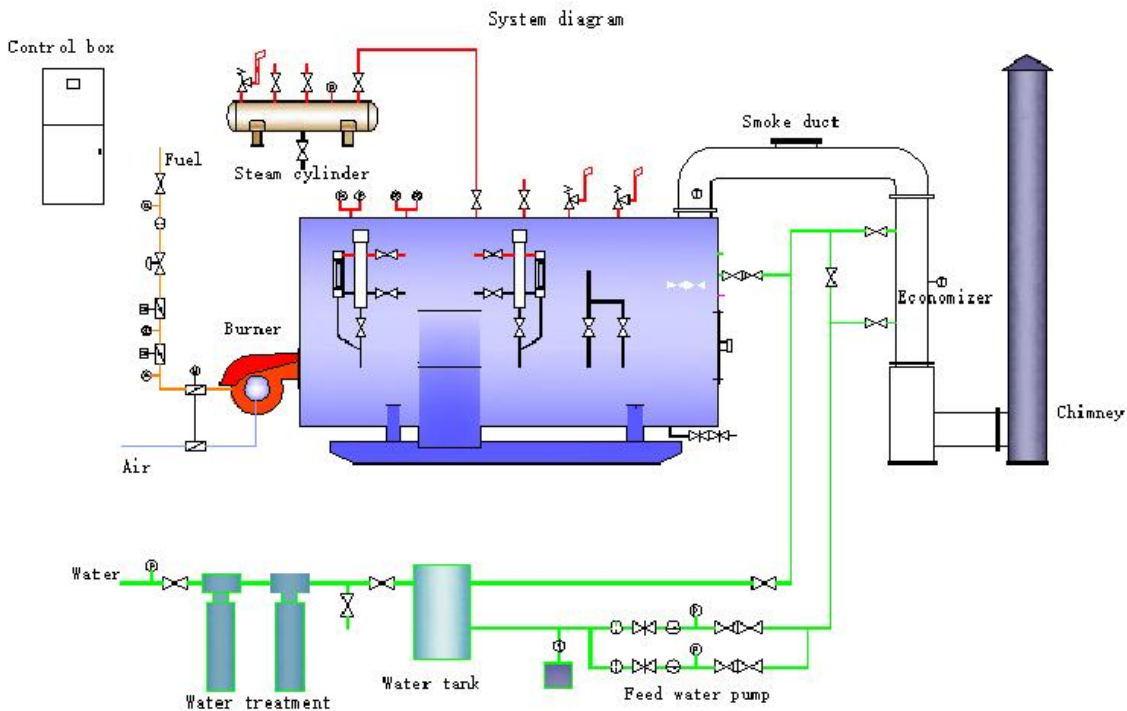 System diagram
Control box
Smoke duct
Fuel
Steam cylinder
Economizer
Burner
Chimney
Air
Water
Water tank
Feed water pump
Water treatment